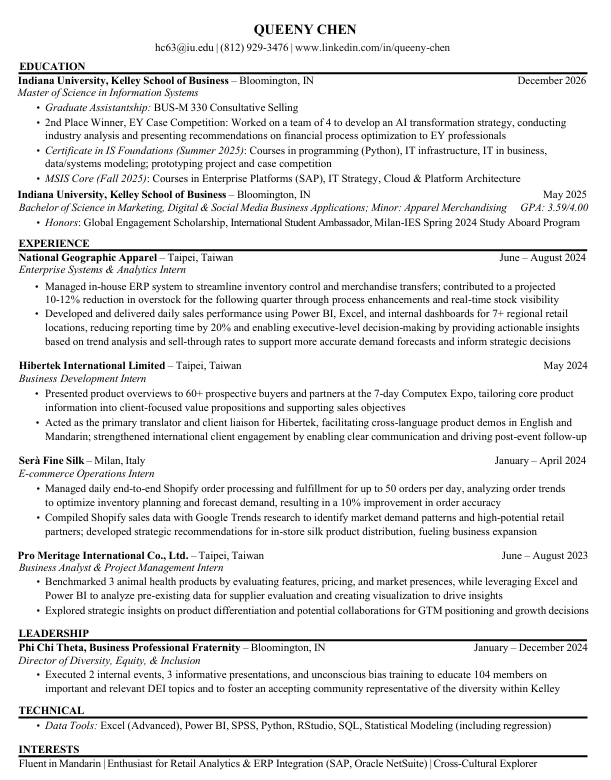 QUEENY CHEN
hc63@iu.edu | (812) 929-3476 | www.linkedin.com/in/queeny-chen
EDUCATION
Indiana University, Kelley School of Business – Bloomington, IN December 2026
Master of Science in Information Systems
• Graduate Assistantship: BUS-M 330 Consultative Selling
• 2nd Place Winner, EY Case Competition: Worked on a team of 4 to develop an AI transformation strategy, conducting
industry analysis and presenting recommendations on financial process optimization to EY professionals
• Certificate in IS Foundations (Summer 2025): Courses in programming (Python), IT infrastructure, IT in business,
data/systems modeling; prototyping project and case competition
• MSIS Core (Fall 2025): Courses in Enterprise Platforms (SAP), IT Strategy, Cloud & Platform Architecture
Indiana University, Kelley School of Business – Bloomington, IN May 2025
Bachelor of Science in Marketing, Digital & Social Media Business Applications; Minor: Apparel Merchandising GPA: 3.59/4.00
• Honors: Global Engagement Scholarship, International Student Ambassador, Milan-IES Spring 2024 Study Aboard Program
EXPERIENCE
National Geographic Apparel – Taipei, Taiwan June – August 2024
Enterprise Systems & Analytics Intern
• Managed in-house ERP system to streamline inventory control and merchandise transfers; contributed to a projected
10-12% reduction in overstock for the following quarter through process enhancements and real-time stock visibility
• Developed and delivered daily sales performance using Power BI, Excel, and internal dashboards for 7+ regional retail
locations, reducing reporting time by 20% and enabling executive-level decision-making by providing actionable insights
based on trend analysis and sell-through rates to support more accurate demand forecasts and inform strategic decisions
Hibertek International Limited – Taipei, Taiwan May 2024
Business Development Intern
• Presented product overviews to 60+ prospective buyers and partners at the 7-day Computex Expo, tailoring core product
information into client-focused value propositions and supporting sales objectives
• Acted as the primary translator and client liaison for Hibertek, facilitating cross-language product demos in English and
Mandarin; strengthened international client engagement by enabling clear communication and driving post-event follow-up
Serà Fine Silk – Milan, Italy January – April 2024
E-commerce Operations Intern
• Managed daily end-to-end Shopify order processing and fulfillment for up to 50 orders per day, analyzing order trends
to optimize inventory planning and forecast demand, resulting in a 10% improvement in order accuracy
• Compiled Shopify sales data with Google Trends research to identify market demand patterns and high-potential retail
partners; developed strategic recommendations for in-store silk product distribution, fueling business expansion
Pro Meritage International Co., Ltd. – Taipei, Taiwan June – August 2023
Business Analyst & Project Management Intern
• Benchmarked 3 animal health products by evaluating features, pricing, and market presences, while leveraging Excel and
Power BI to analyze pre-existing data for supplier evaluation and creating visualization to drive insights
• Explored strategic insights on product differentiation and potential collaborations for GTM positioning and growth decisions
LEADERSHIP
Phi Chi Theta, Business Professional Fraternity – Bloomington, IN January – December 2024
Director of Diversity, Equity, & Inclusion
• Executed 2 internal events, 3 informative presentations, and unconscious bias training to educate 104 members on
important and relevant DEI topics and to foster an accepting community representative of the diversity within Kelley
TECHNICAL
• Data Tools: Excel (Advanced), Power BI, SPSS, Python, RStudio, SQL, Statistical Modeling (including regression)
INTERESTS
Fluent in Mandarin | Enthusiast for Retail Analytics & ERP Integration (SAP, Oracle NetSuite) | Cross-Cultural Explorer